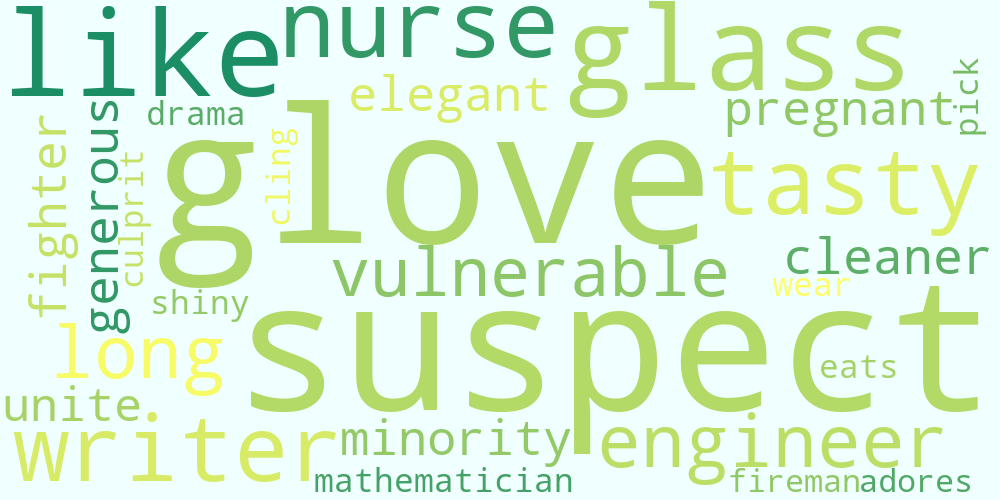 like
nurse
glass
elegant
pregnant
pick
drama
generous
fighter
culprit
cling
glove
tasty
vulnerable
cleaner
wear
shiny
suspect
long
eats
unite
writer
minority
engineer
mathematician
fireman
adores